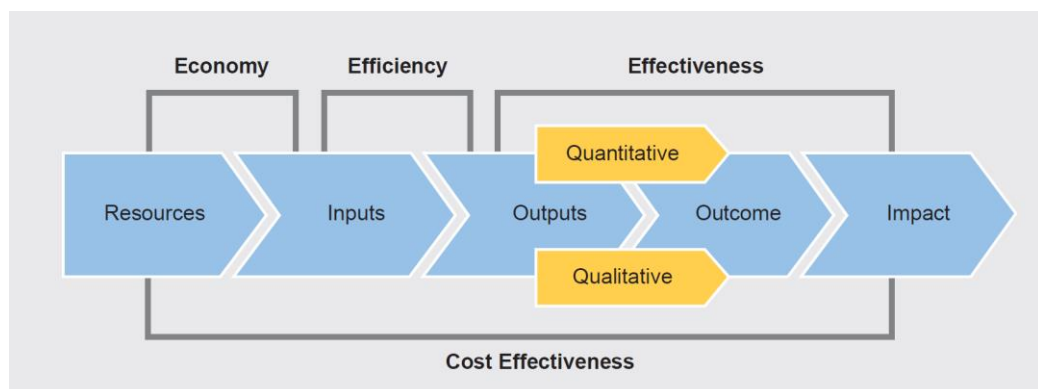 Economy
Efficiency
Effectiveness
Quantitative
Resources
Inputs
Outputs
Outcome
Impact
Qualitative
Cost Effectiveness